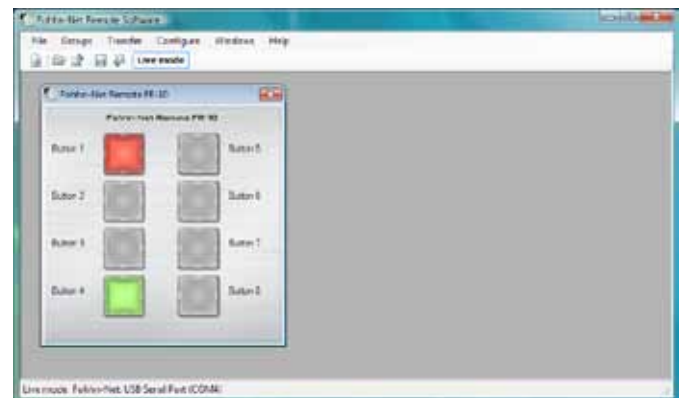 Fohhn-Net Remote Software
File Groups Transfer Configure Windows Help
Live mode
Fohhn-Net Remote FR-10
Fohhn-Net Remote FR-10
Button 1 Button 5
Button 2 Button 6
Button 3 Button 7
Button 4 Button 8
Live mode Fohhn-Net: USB Serial Port (COM4)